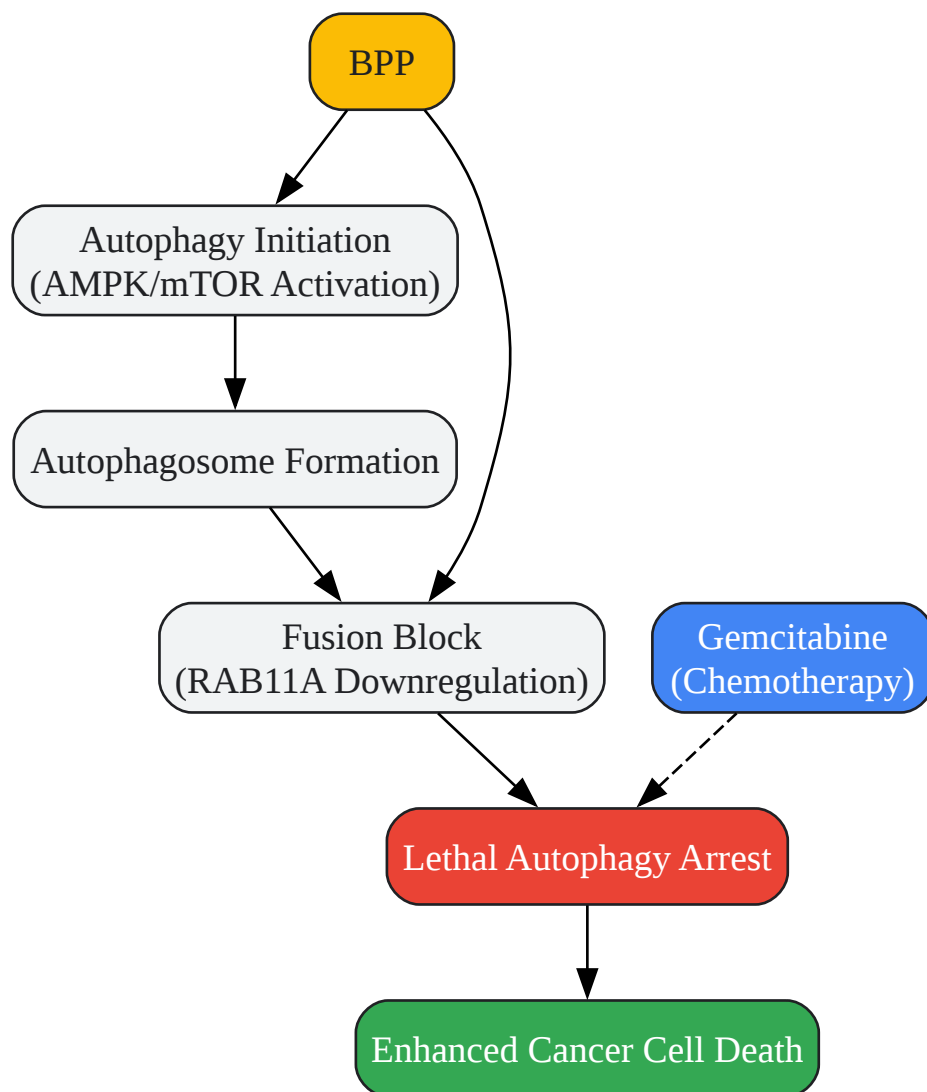 BPP
Autophagy Initiation
(AMPK/mTOR Activation)
Autophagosome Formation
Fusion Block
(RAB11A Downregulation)
Gemcitabine
(Chemotherapy)
Lethal Autophagy Arrest
Enhanced Cancer Cell Death